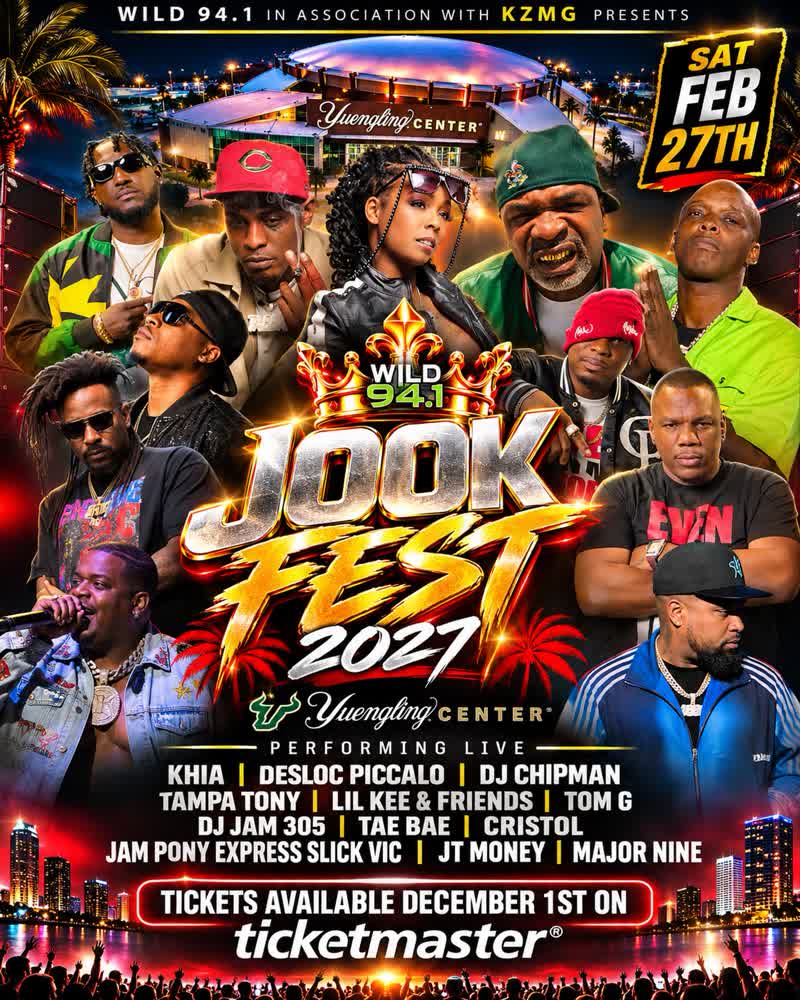 WILD 94.1 IN ASSOCIATION WITH KZMG PRESENTS
SAT
FEB
27TH
Yuengling CENTER®
WILD
94.1
JOOK
FEST
2027
EVEN
Yuengling CENTER®
PERFORMING LIVE
KHIA | DESLOC PICCALO | DJ CHIPMAN
TAMPA TONY | LIL KEE & FRIENDS | TOM G
DJ JAM 305 | TAE BAE | CRISTOL
JAM PONY EXPRESS SLICK VIC | JT MONEY | MAJOR NINE
TICKETS AVAILABLE DECEMBER 1ST ON
ticketmaster®